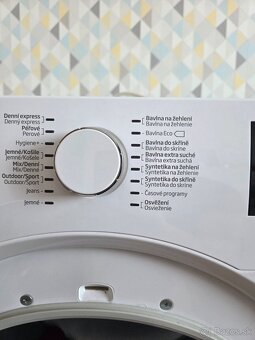 Denní express
Denný express
Péřové
Perové
Hygiene+
Jemné/Košile
Jemné/Košele
Mix/Denní
Mix/Denný
Outdoor/Sport
Outdoor/Šport
Jeans
Jemné
Bavlna na žehlení
Bavlna na žehlenie
Bavlna Eco
Bavlna do skříně
Bavlna do skrine
Bavlna extra suché
Bavlna extra suchá
Syntetika na žehlení
Syntetika na žehlenie
Syntetika do skříně
Syntetika do skrine
Časové programy
Osvěžení
Osvieženie